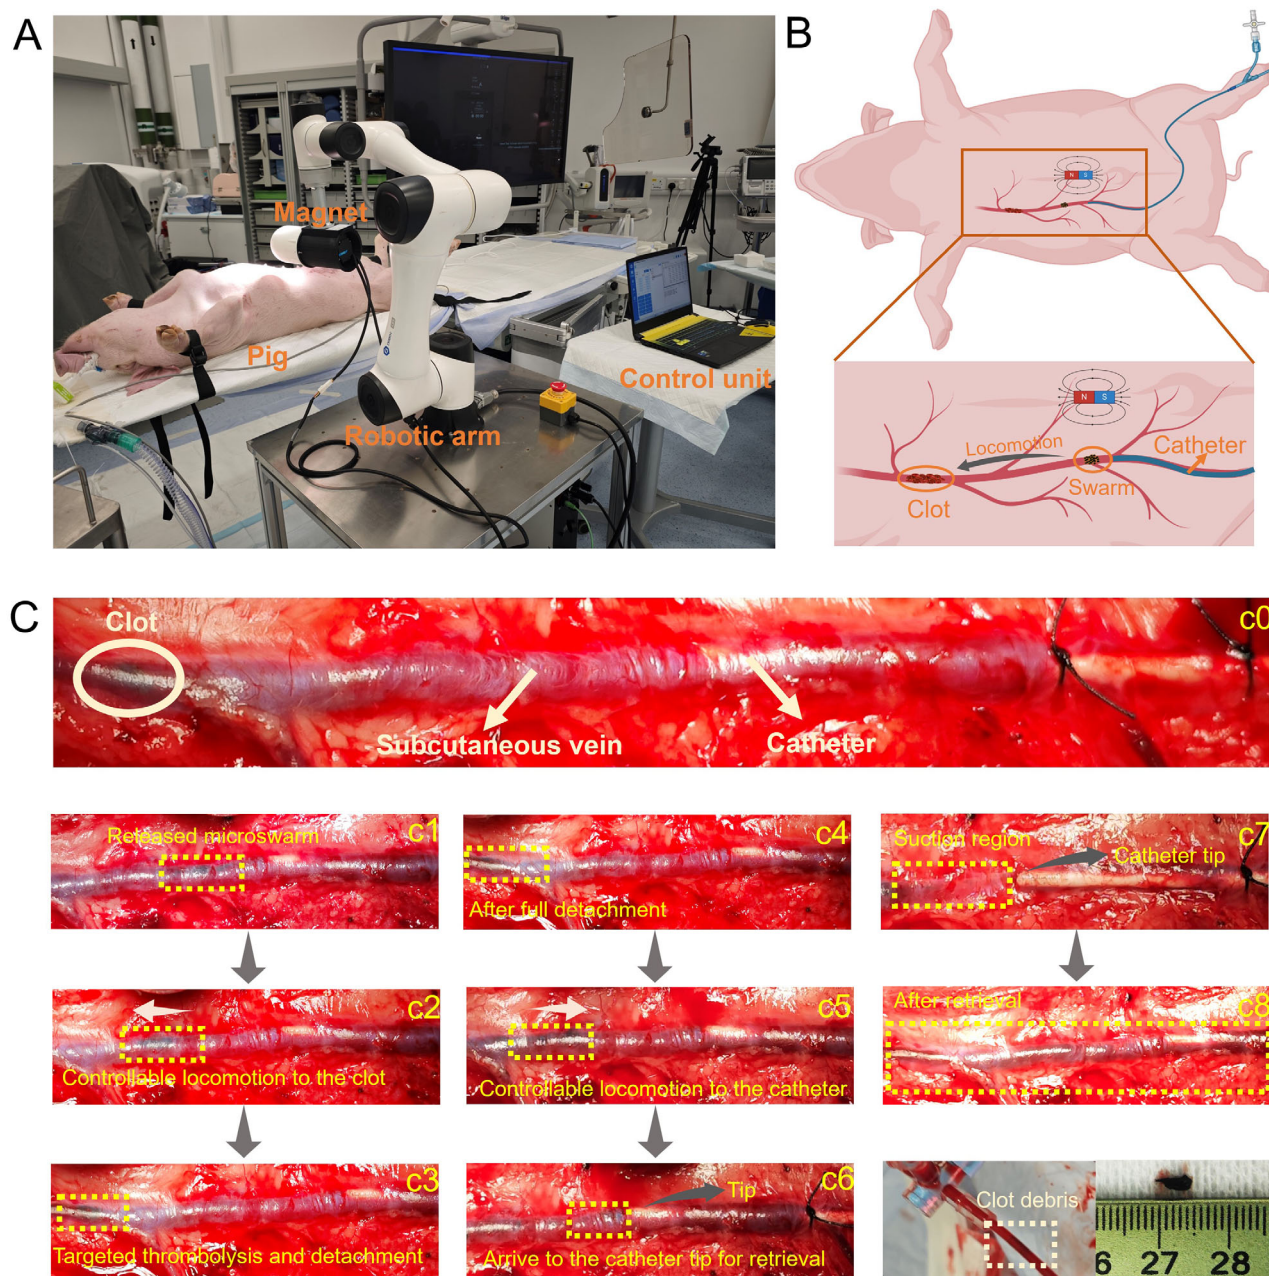 A
Magnet
Pig
Robotic arm
Control unit
B
N S
N S
Locomotion
Catheter
Swarm
Clot
C
c0
Clot
Subcutaneous vein
Catheter
Released microswarm
c1
c2
Controllable locomotion to the clot
c3
Targeted thrombolysis and detachment
c4
After full detachment
c5
Controllable locomotion to the catheter
c6
Tip
Arrive to the catheter tip for retrieval
c7
Suction region
Catheter tip
c8
After retrieval
Clot debris
6 27 28